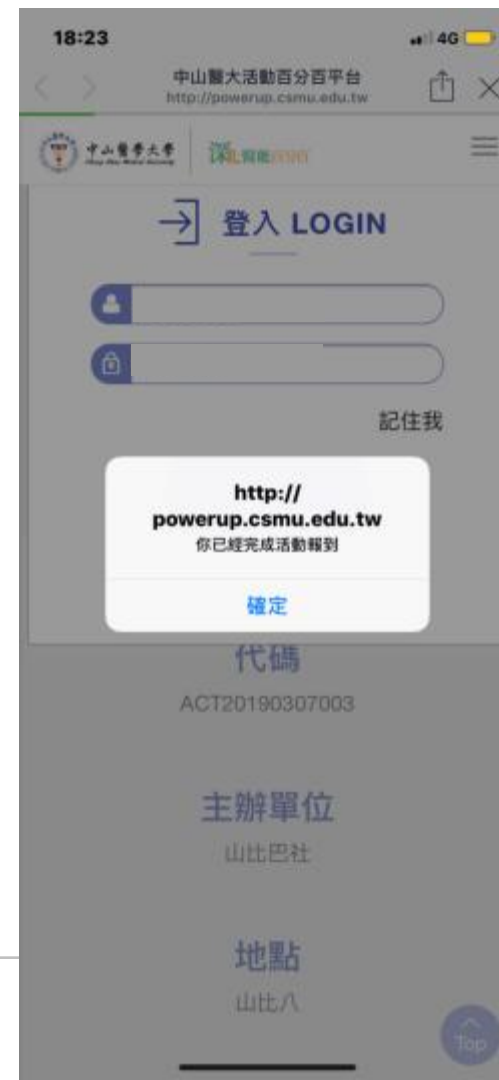 18:23
4G
中山醫大活動百分百平台
http://powerup.csmu.edu.tw
中山醫學大學
登入 LOGIN
記住我
http://
powerup.csmu.edu.tw
你已經完成活動報到
確定
代碼
ACT20190307003
主辦單位
山比巴社
地點
山比八
Top